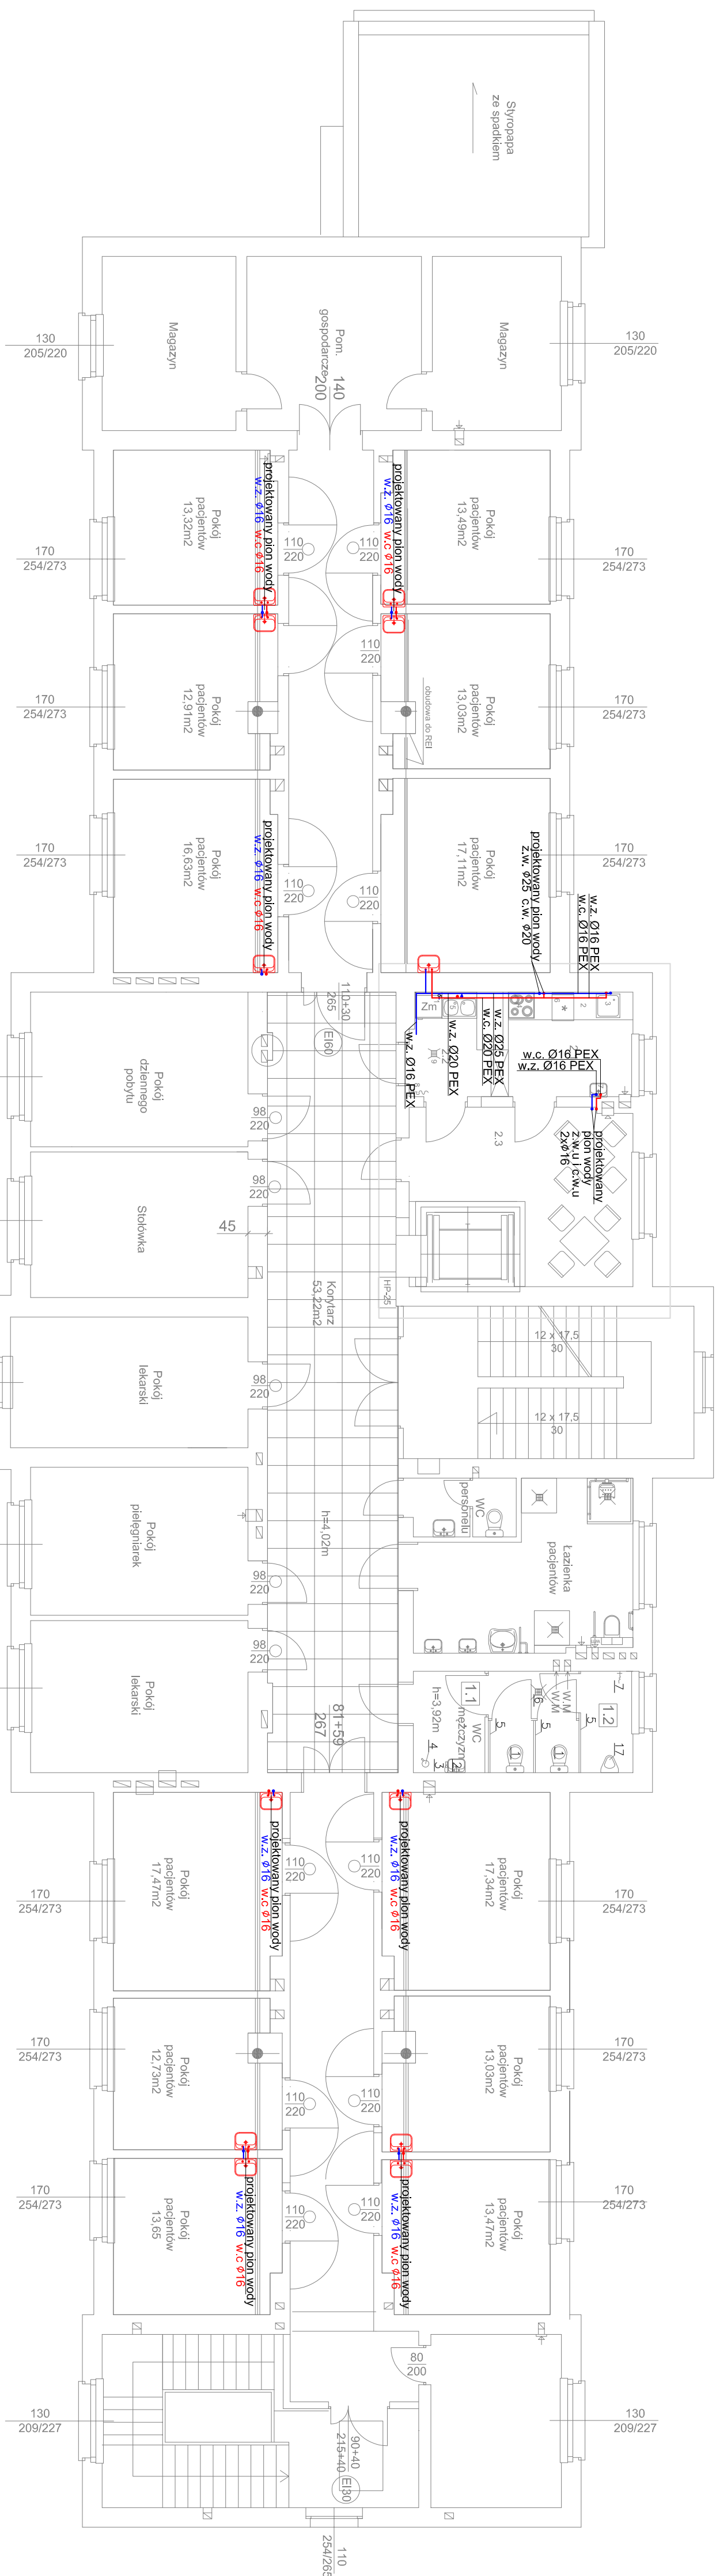 Styropapa
ze spadkiem
Magazyn
Pom.
gospodarcze
140
200
Magazyn
130
205/220
130
205/220
Pokój
pacjentów
13,32m2
projektowany pion wody
w.z. ϕ16 w.c ϕ16
110
220
110
220
projektowany pion wody
w.z. ϕ16 w.c ϕ16
Pokój
pacjentów
13,49m2
170
254/273
170
254/273
Pokój
pacjentów
12,91m2
110
220
obudowa do REI
Pokój
pacjentów
13,03m2
170
254/273
170
254/273
Pokój
pacjentów
16,63m2
projektowany pion wody
w.z. ϕ16 w.c ϕ16
110
220
110
220
Pokój
pacjentów
17,11m2
170
254/273
170
254/273
projektowany pion wody
z.w. ϕ25 c.w. ϕ20
w.z. Ø16 PEX
w.c. Ø16 PEX
110+30
265
EI60
Zm
w.z. Ø16 PEX
w.z. Ø20 PEX
w.c. Ø20 PEX
w.z. Ø25 PEX
2.2
w.c. Ø16 PEX
w.z. Ø16 PEX
projektowany
pion wody
z.w.u i c.w.u
2xϕ16
2.3
Pokój
dziennego
pobytu
98
220
Stołówka
98
220
45
Korytarz
53,22m2
HP-25
12 x 17,5
30
12 x 17,5
30
Pokój
lekarski
98
220
Pokój
pielęgniarek
98
220
h=4,02m
WC
personelu
Łazienka
pacjentów
Pokój
lekarski
98
220
81+59
267
1.1
WC
mężczyzn
h=3,92m
1.2
W.M
W.M
7
6
5
5
5
17
1
1
4
3
2
Pokój
pacjentów
17,47m2
projektowany pion wody
w.z. ϕ16 w.c ϕ16
110
220
110
220
projektowany pion wody
w.z. ϕ16 w.c ϕ16
Pokój
pacjentów
17,34m2
170
254/273
170
254/273
Pokój
pacjentów
12,73m2
110
220
110
220
Pokój
pacjentów
13,03m2
170
254/273
170
254/273
Pokój
pacjentów
13,65
projektowany pion wody
w.z. ϕ16 w.c ϕ16
110
220
110
220
projektowany pion wody
w.z. ϕ16 w.c ϕ16
Pokój
pacjentów
13,47m2
170
254/273
170
254/273
80
200
130
209/227
130
209/227
90+40
215+40
EI30
110
254/265